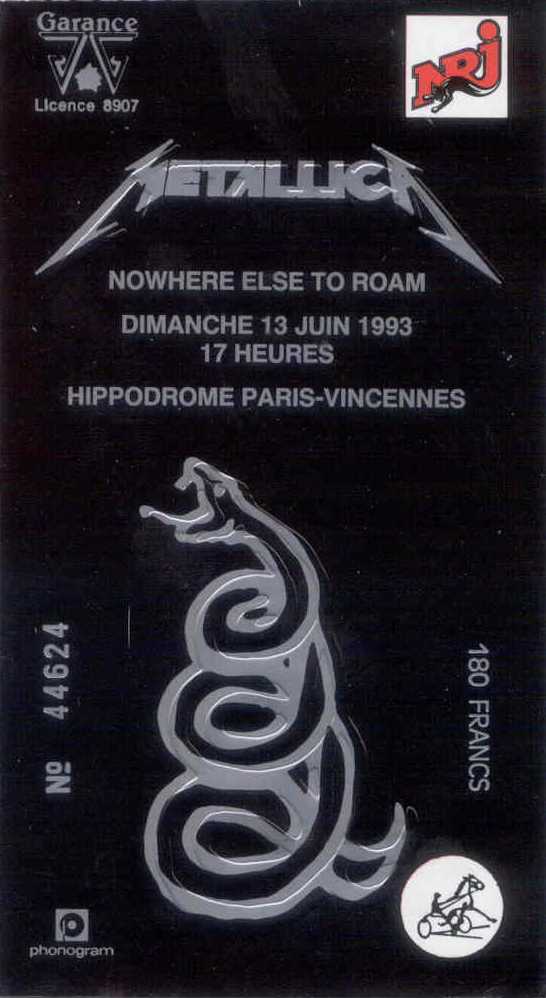 Garance
Licence 8907
NRJ
METALLICA
NOWHERE ELSE TO ROAM
DIMANCHE 13 JUIN 1993
17 HEURES
HIPPODROME PARIS-VINCENNES
Nº 44624
180 FRANCS
phonogram